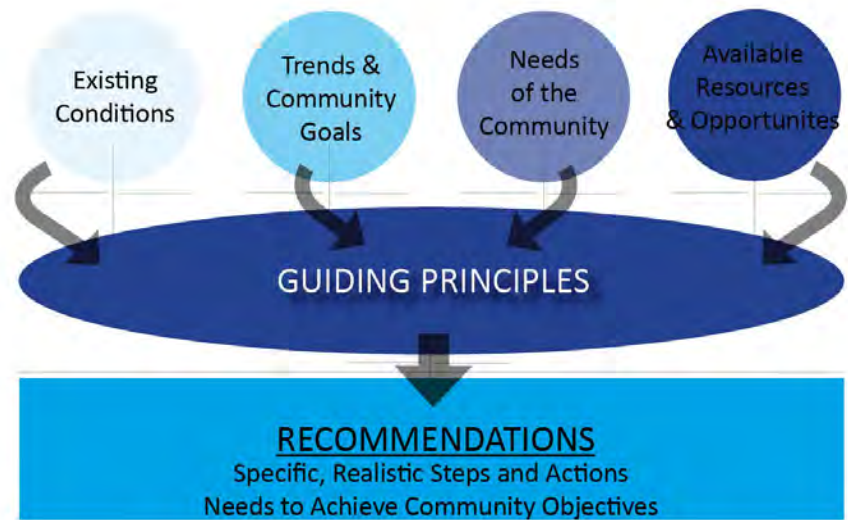 Existing
Conditions
Trends &
Community
Goals
Needs
of the
Community
Available
Resources
& Opportunites
GUIDING PRINCIPLES
RECOMMENDATIONS
Specific, Realistic Steps and Actions
Needs to Achieve Community Objectives